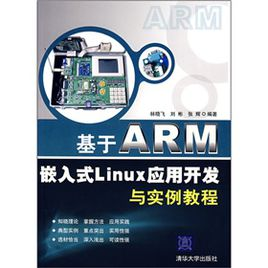 ARM
林晓飞 刘彬 张辉 编著
基于ARM
嵌入式Linux应用开发
与实例教程
知晓理论 掌握方法 应用实践
典型实例 重点突出 实用性强
选材恰当 深入浅出 可读性强
清华大学出版社